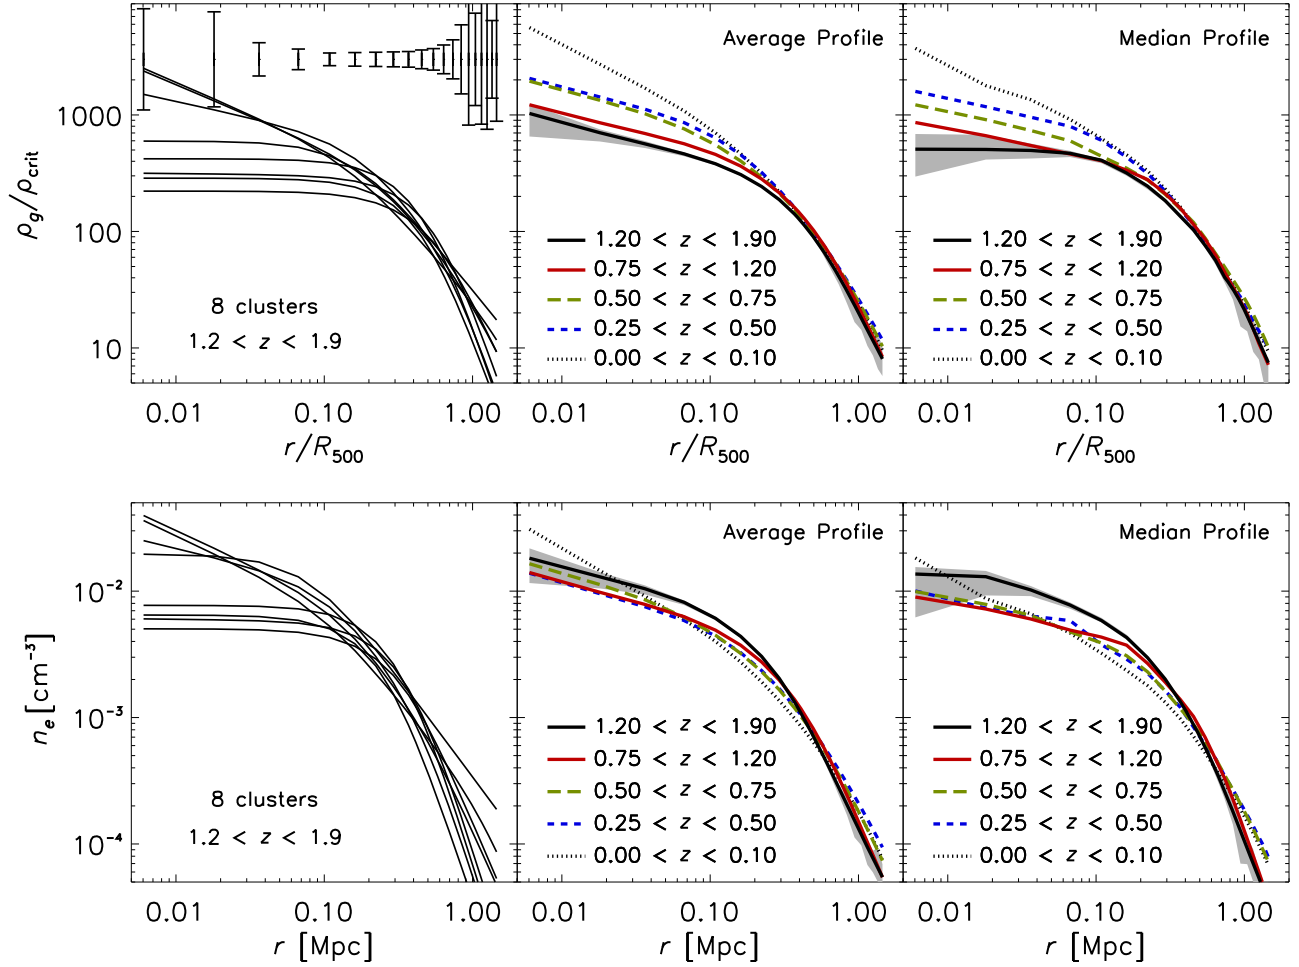 Average Profile
Median Profile
1000
100
10
ρg/ρcrit
8 clusters
1.2 < z < 1.9
1.20 < z < 1.90
0.75 < z < 1.20
0.50 < z < 0.75
0.25 < z < 0.50
0.00 < z < 0.10
1.20 < z < 1.90
0.75 < z < 1.20
0.50 < z < 0.75
0.25 < z < 0.50
0.00 < z < 0.10
0.01 0.10 1.00
0.01 0.10 1.00
0.01 0.10 1.00
r/R500
r/R500
r/R500
Average Profile
Median Profile
10⁻²
10⁻³
10⁻⁴
ne[cm⁻³]
8 clusters
1.2 < z < 1.9
1.20 < z < 1.90
0.75 < z < 1.20
0.50 < z < 0.75
0.25 < z < 0.50
0.00 < z < 0.10
1.20 < z < 1.90
0.75 < z < 1.20
0.50 < z < 0.75
0.25 < z < 0.50
0.00 < z < 0.10
0.01 0.10 1.00
0.01 0.10 1.00
0.01 0.10 1.00
r [Mpc]
r [Mpc]
r [Mpc]